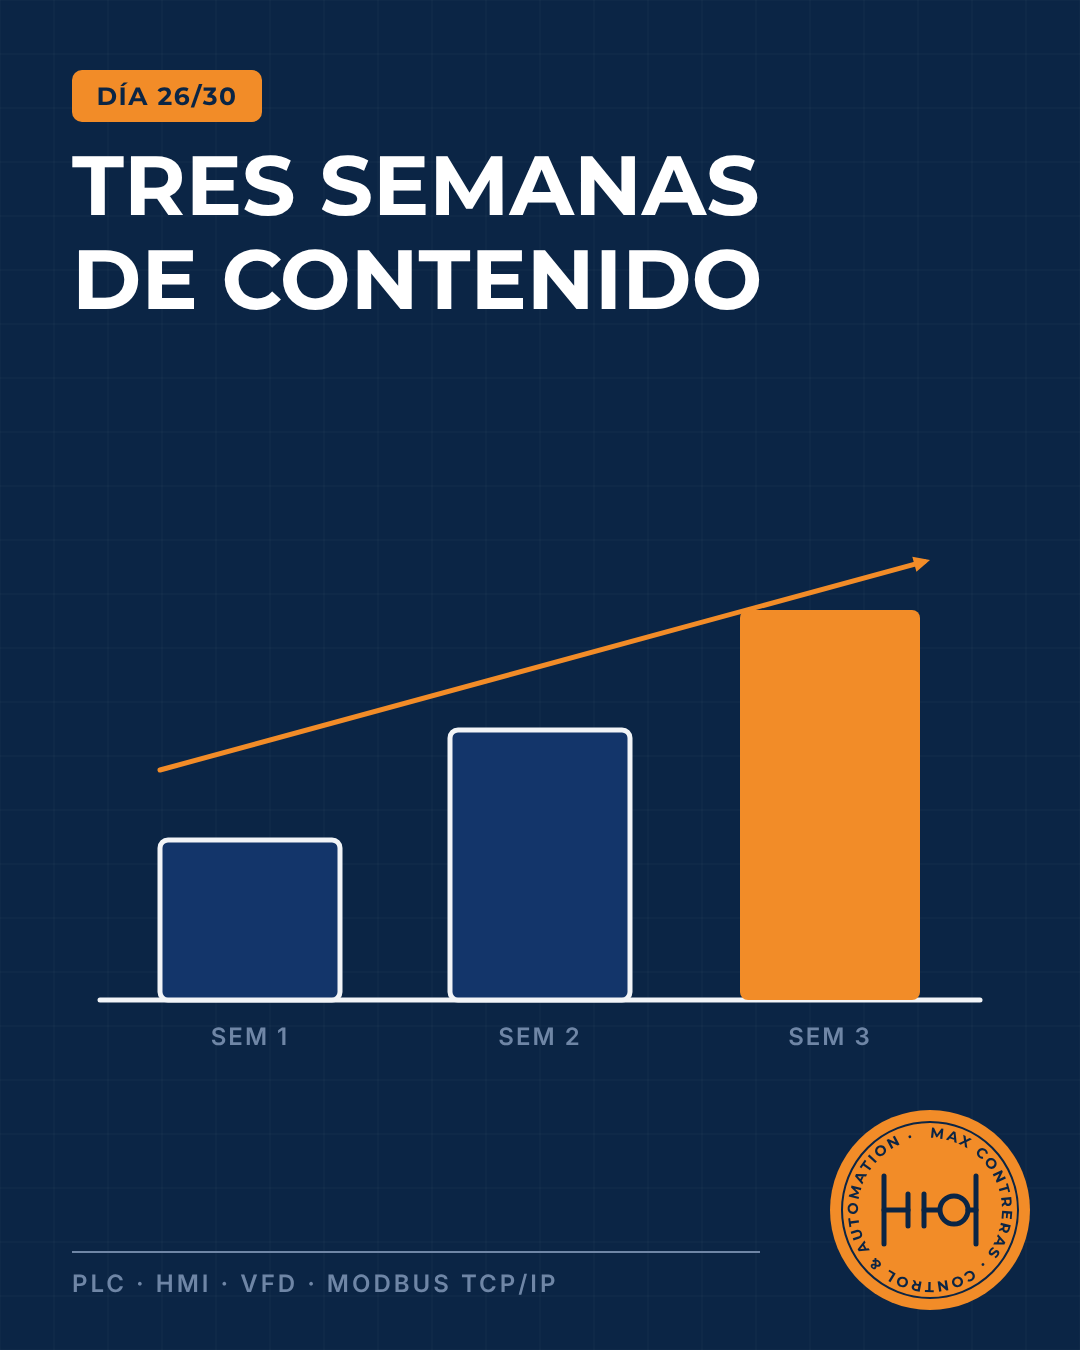 DÍA 26/30
TRES SEMANAS
DE CONTENIDO
SEM 1
SEM 2
SEM 3
PLC · HMI · VFD · MODBUS TCP/IP
MAX CONTRERAS · CONTROL & AUTOMATION ·